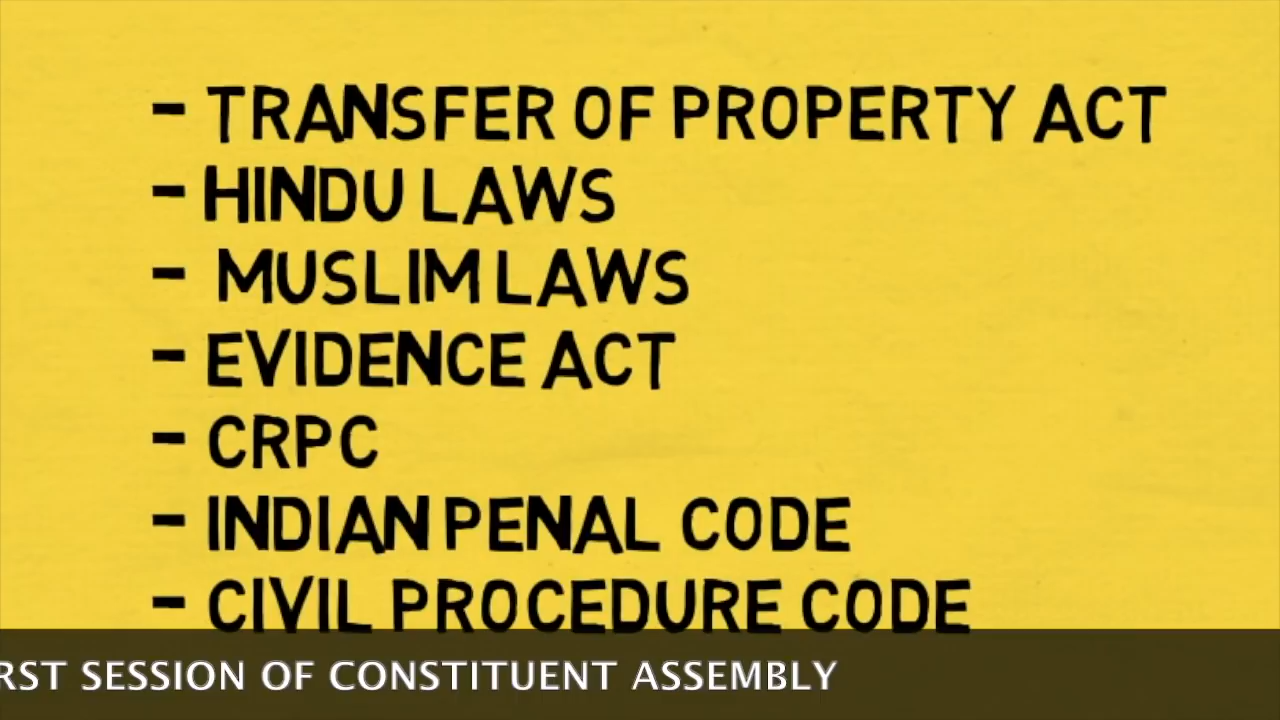 - TRANSFER OF PROPERTY ACT
- HINDU LAWS
- MUSLIM LAWS
- EVIDENCE ACT
- CRPC
- INDIAN PENAL CODE
- CIVIL PROCEDURE CODE
RST SESSION OF CONSTITUENT ASSEMBLY